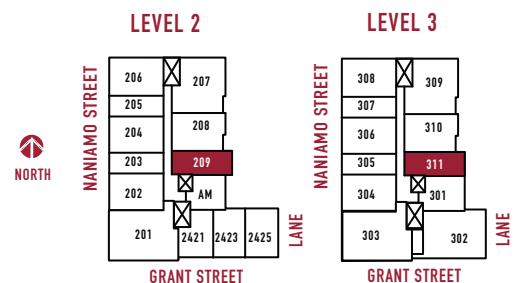 LEVEL 2
NANIAMO STREET
206
207
205
204
208
203
209
202
AM
201
2421
2423
2425
LANE
GRANT STREET
NORTH
LEVEL 3
NANIAMO STREET
308
309
307
306
310
305
311
304
301
303
302
LANE
GRANT STREET